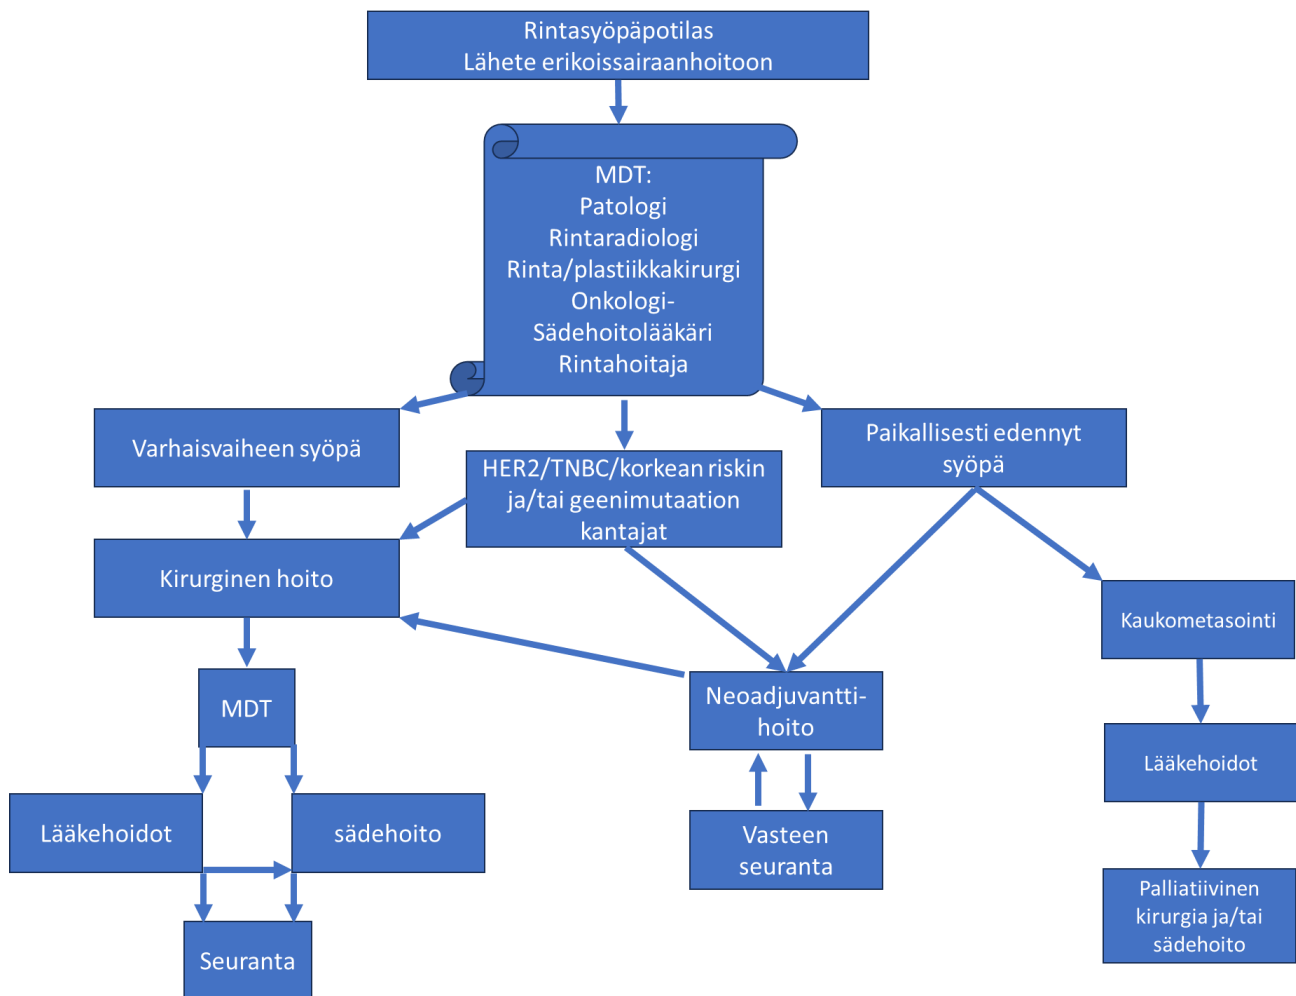 Rintasyöpäpotilas
Lähete erikoissairaanhoitoon
MDT:
Patologi
Rintaradiologi
Rinta/plastiikkakirurgi
Onkologi-
Sädehoitolääkäri
Rintahoitaja
Varhaisvaiheen syöpä
HER2/TNBC/korkean riskin
ja/tai geenimutaation
kantajat
Paikallisesti edennyt
syöpä
Kirurginen hoito
Kaukometasointi
MDT
Neoadjuvantti-
hoito
Lääkehoidot
Lääkehoidot
sädehoito
Vasteen
seuranta
Palliatiivinen
kirurgia ja/tai
sädehoito
Seuranta